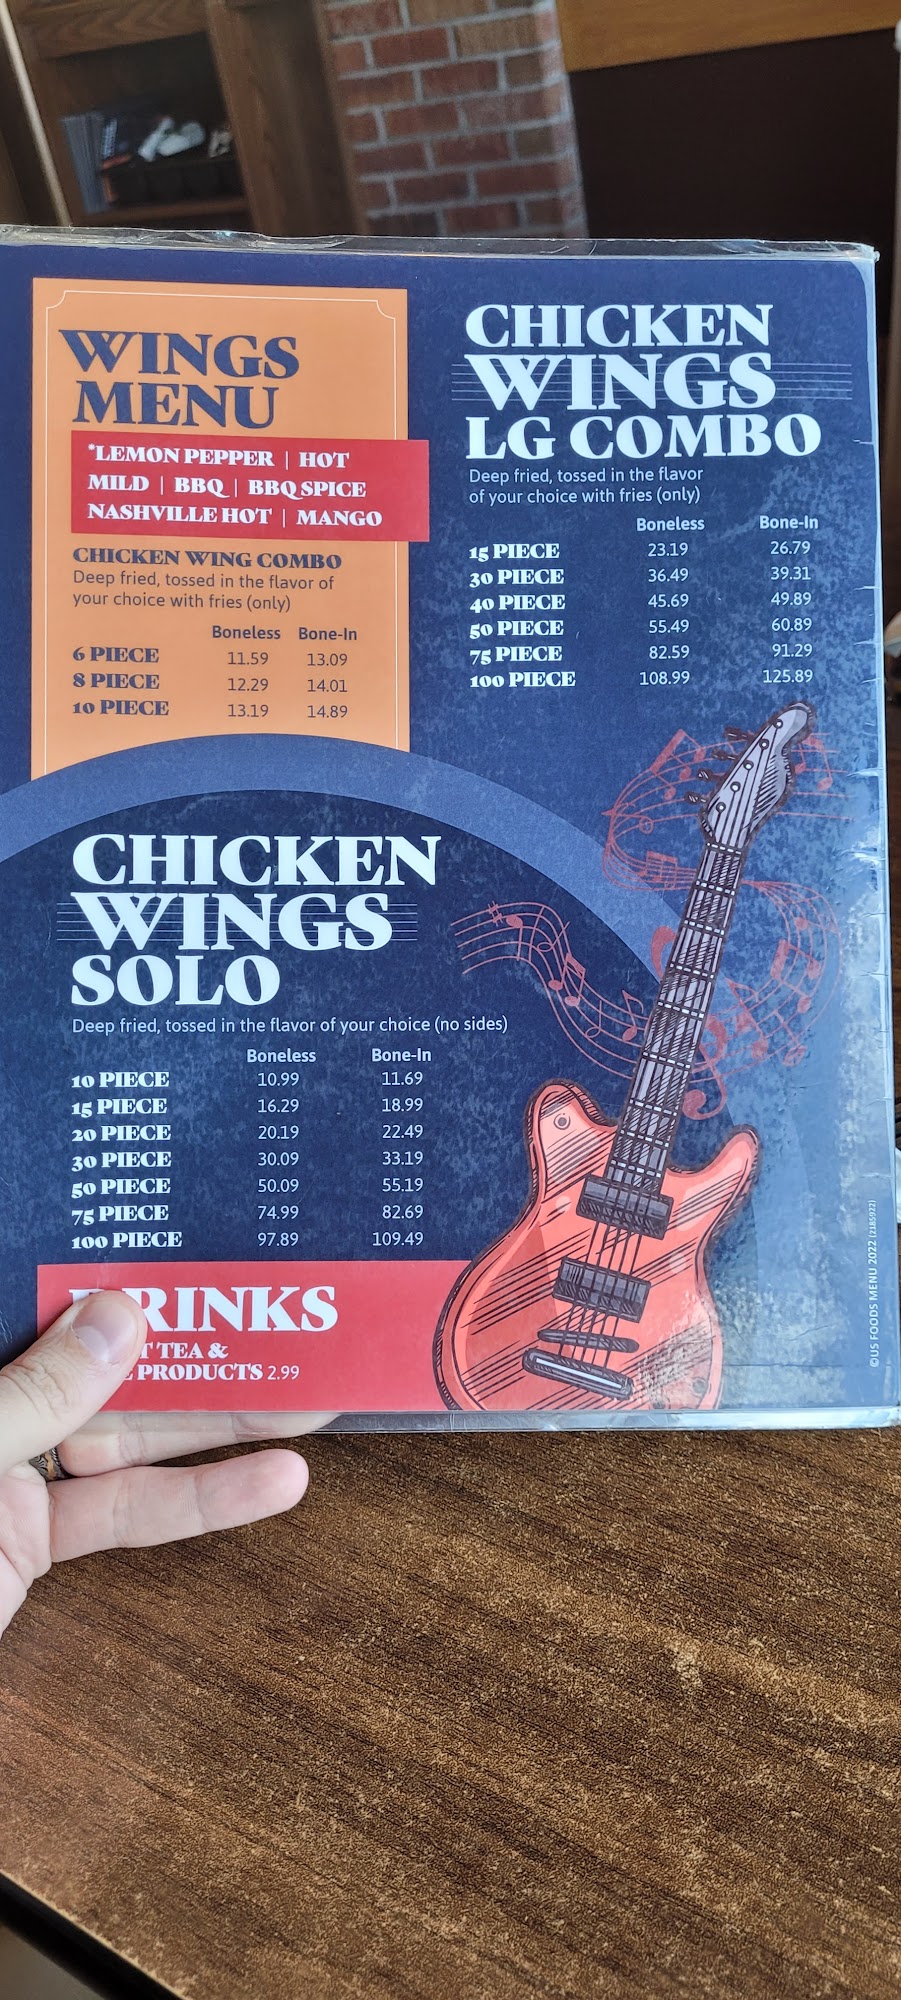 WINGS
MENU
*LEMON PEPPER | HOT
MILD | BBQ | BBQ SPICE
NASHVILLE HOT | MANGO
CHICKEN WING COMBO
Deep fried, tossed in the flavor of
your choice with fries (only)
Boneless Bone-In
6 PIECE 11.59 13.09
8 PIECE 12.29 14.01
10 PIECE 13.19 14.89
CHICKEN
WINGS
LG COMBO
Deep fried, tossed in the flavor
of your choice with fries (only)
Boneless Bone-In
15 PIECE 23.19 26.79
30 PIECE 36.49 39.31
40 PIECE 45.69 49.89
50 PIECE 55.49 60.89
75 PIECE 82.59 91.29
100 PIECE 108.99 125.89
CHICKEN
WINGS
SOLO
Deep fried, tossed in the flavor of your choice (no sides)
Boneless Bone-In
10 PIECE 10.99 11.69
15 PIECE 16.29 18.99
20 PIECE 20.19 22.49
30 PIECE 30.09 33.19
50 PIECE 50.09 55.19
75 PIECE 74.99 82.69
100 PIECE 97.89 109.49
DRINKS
TEA &
PRODUCTS 2.99
©US FOODS MENU 2022 (2185922)